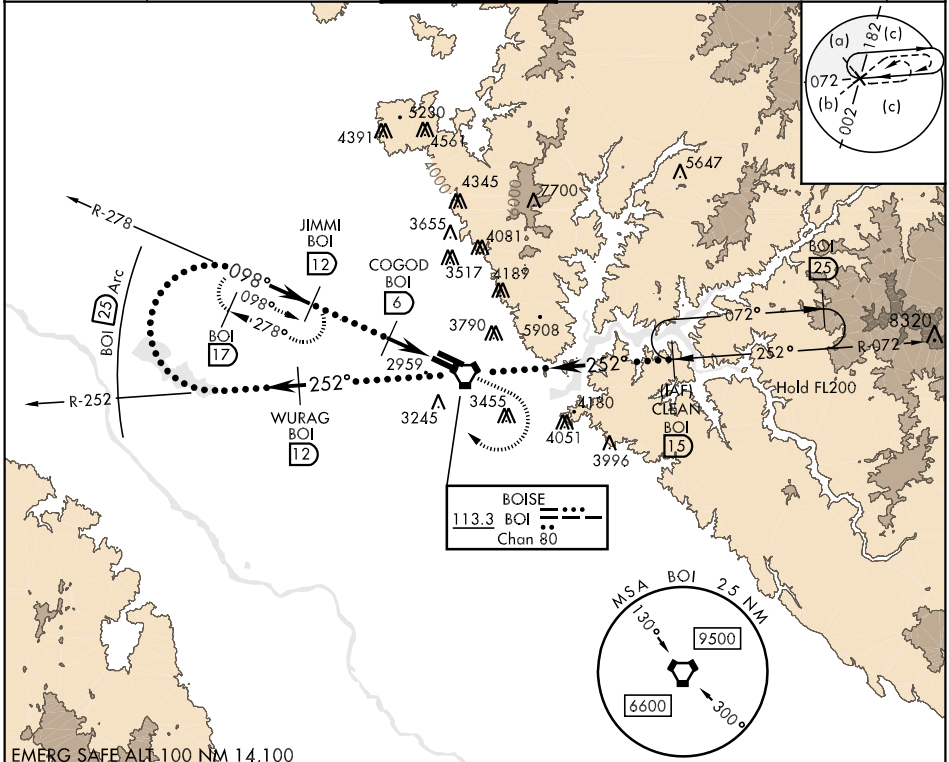 (a)
(c)
182
072
(b)
(c)
002
5230
4391
4561
4000
4345
6000
7700
5647
3655
4081
3517
4189
R-278
JIMMI
BOI
12
COGOD
BOI
6
098°
098°
278°
BOI
17
BOI 25 Arc
3790
5908
BOI
25
072°
8320
2959
252°
252°
252°
R-072
R-252
Hold FL200
WURAG
BOI
12
3245
3455
4180
4051
3996
(IAF)
CLEAN
BOI
15
BOISE
113.3 BOI
Chan 80
MSA BOI 25 NM
130°
9500
6600
300°
EMERG SAFE ALT 100 NM 14,100